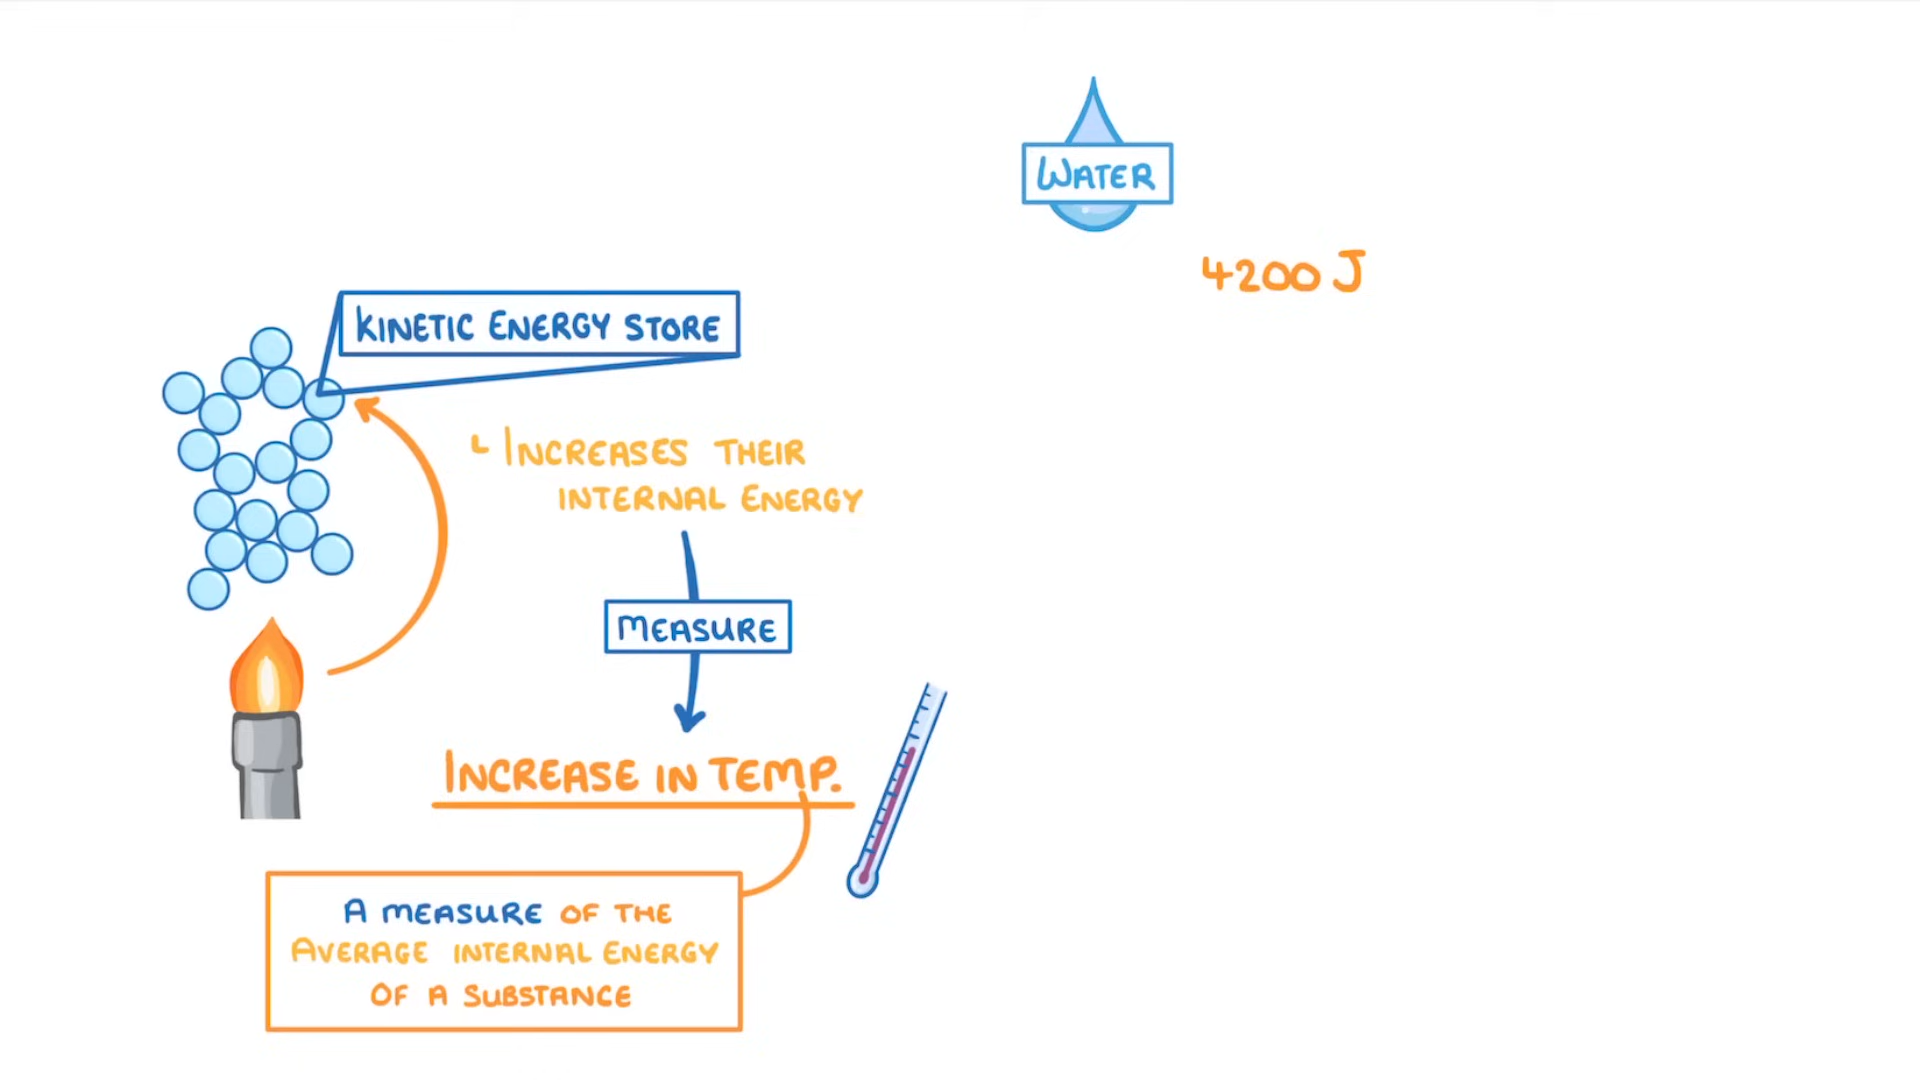 WATER
4200 J
KINETIC ENERGY STORE
INCREASES THEIR
INTERNAL ENERGY
MEASURE
INCREASE IN TEMP.
A MEASURE OF THE
AVERAGE INTERNAL ENERGY
OF A SUBSTANCE